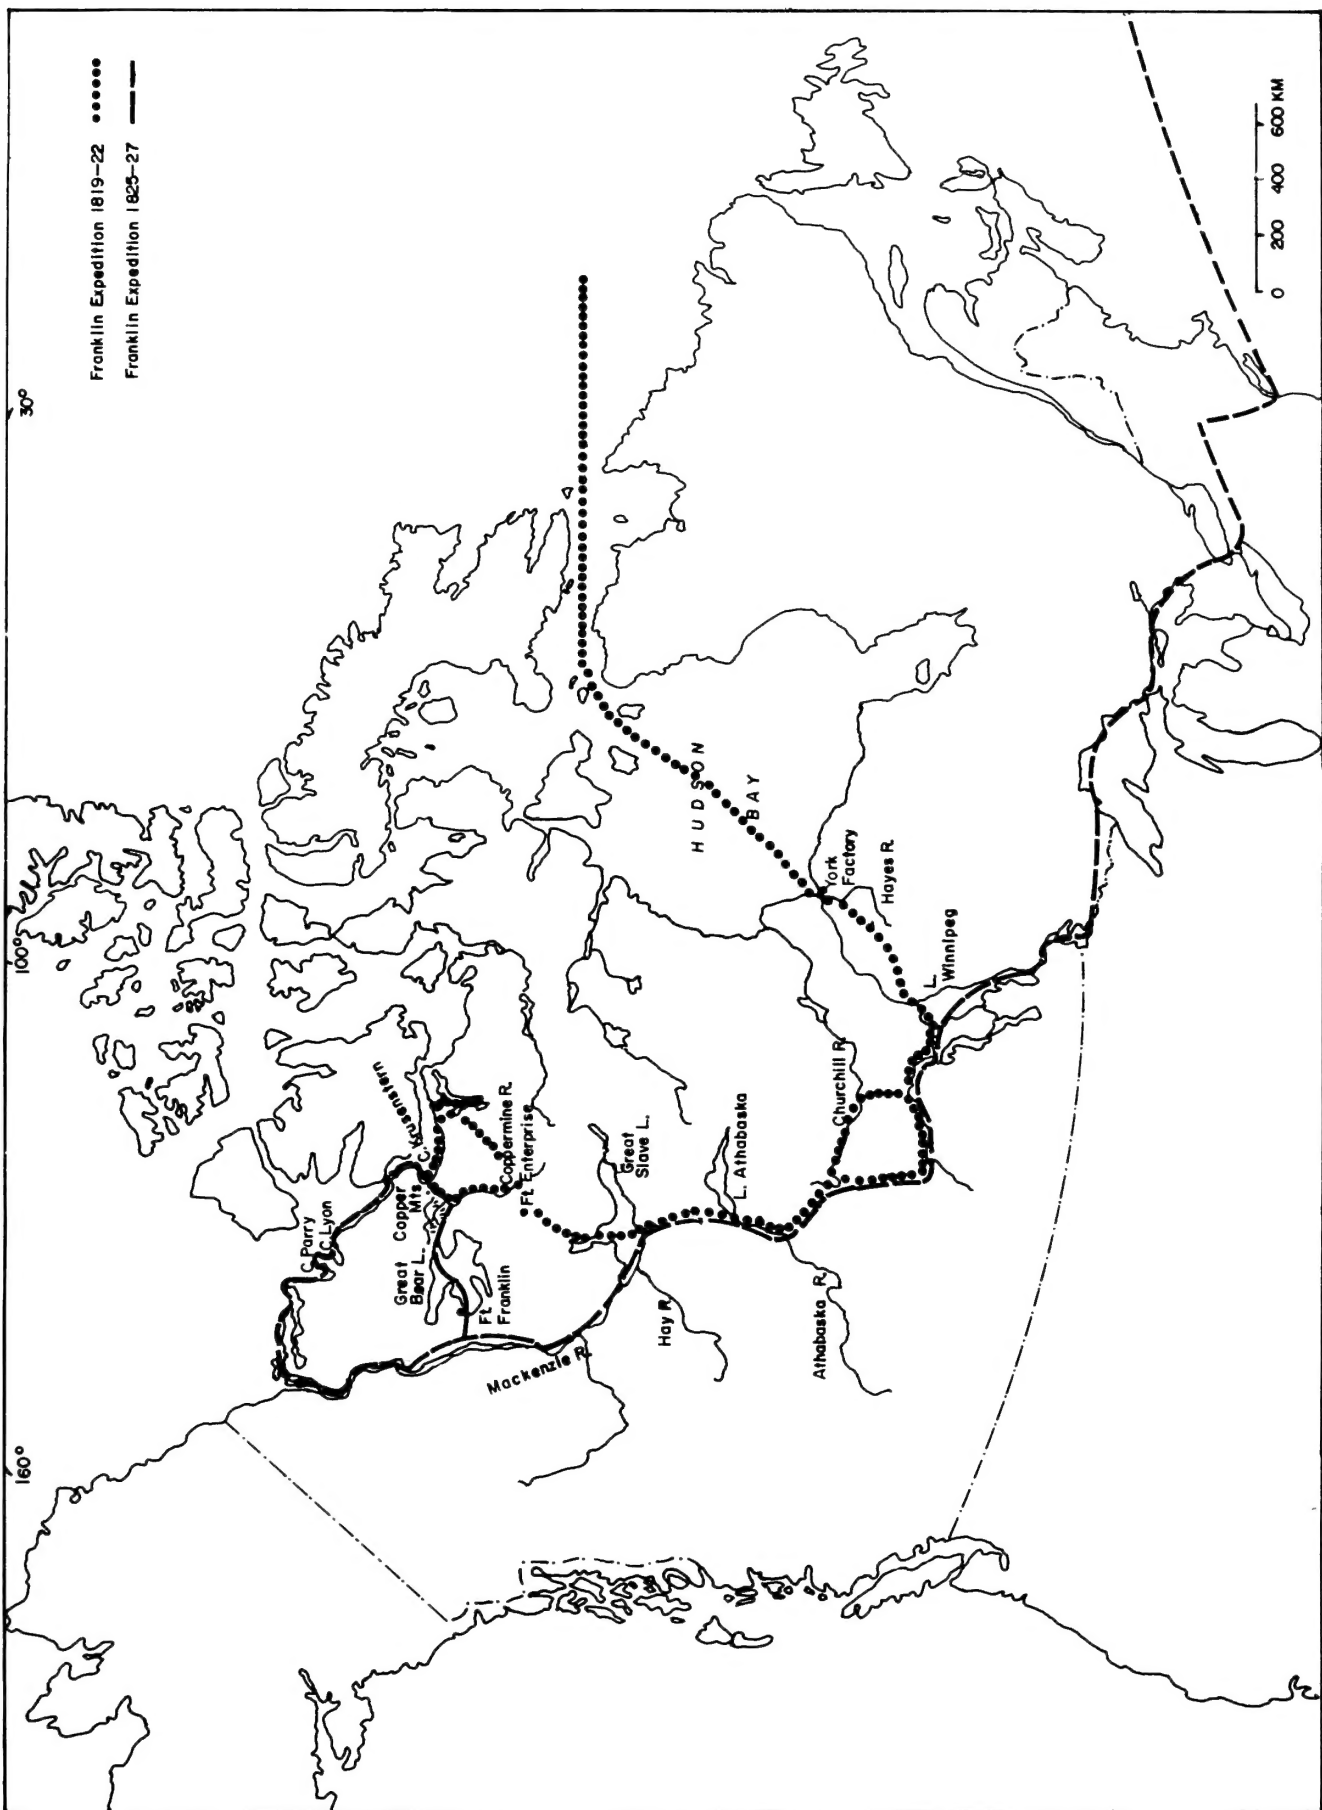 Franklin Expedition 1819-22
Franklin Expedition 1825-27
160°
100°
30°
C. Parry
C. Lyon
C. Krusenstern
Copper
Mts.
Great
Bear L.
Coppermine R.
Ft. Enterprise
Ft.
Franklin
Mackenzie R.
Great
Slave L.
Hay R.
L. Athabaska
Athabaska R.
Churchill R.
HUDSON
BAY
York
Factory
Hayes R.
L.
Winnipeg
0 200 400 600 KM